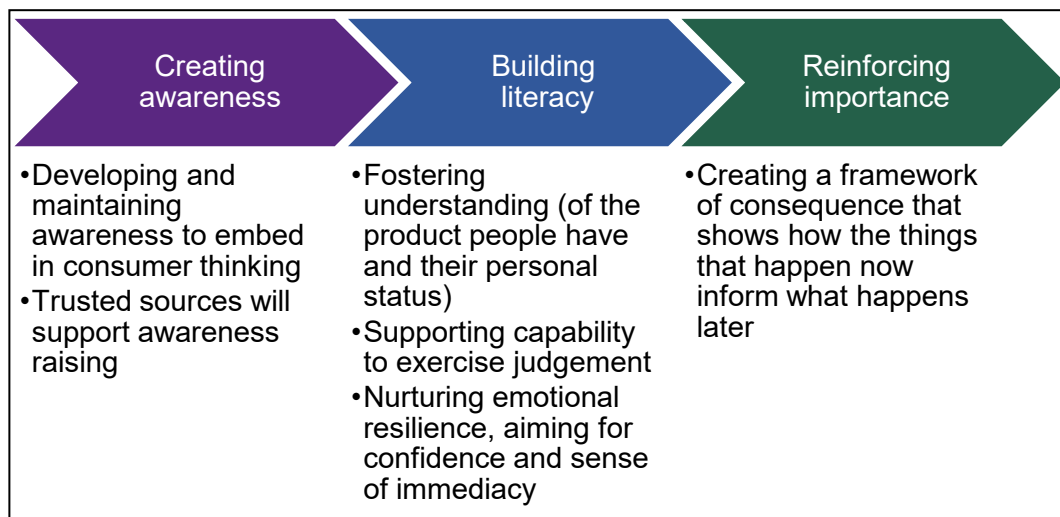 Creating
awareness
•Developing and
maintaining
awareness to embed
in consumer thinking
•Trusted sources will
support awareness
raising
Building
literacy
•Fostering
understanding (of the
product people have
and their personal
status)
•Supporting capability
to exercise judgement
•Nurturing emotional
resilience, aiming for
confidence and sense
of immediacy
Reinforcing
importance
•Creating a framework
of consequence that
shows how the things
that happen now
inform what happens
later